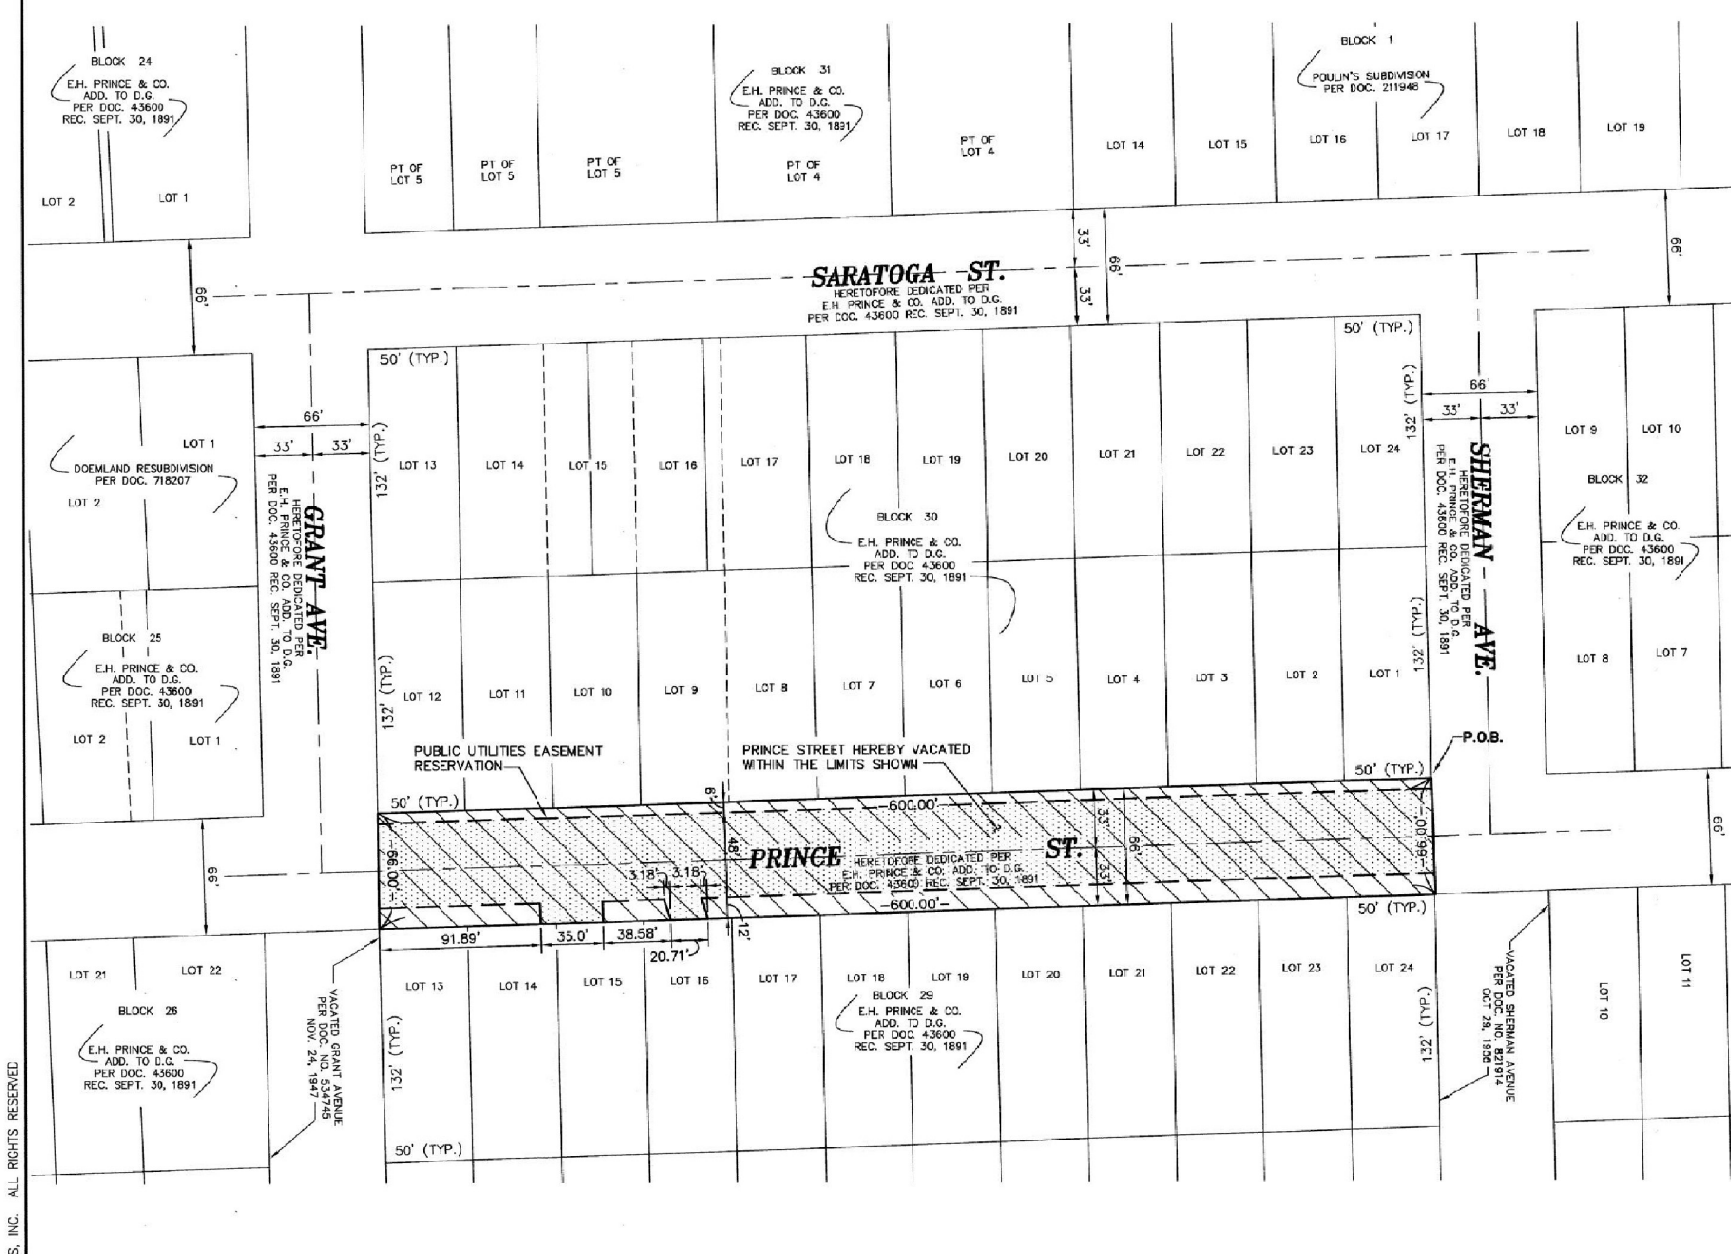 BLOCK 24
E.H. PRINCE & CO.
ADD. TO D.G.
PER DOC. 43600
REC. SEPT. 30, 1891
LOT 2
LOT 1
PT OF
LOT 5
PT OF
LOT 5
PT OF
LOT 5
BLOCK 31
E.H. PRINCE & CO.
ADD. TO D.G.
PER DOC. 43600
REC. SEPT. 30, 1891
PT OF
LOT 4
PT OF
LOT 4
BLOCK 1
POULIN'S SUBDIVISION
PER DOC. 211948
LOT 14
LOT 15
LOT 16
LOT 17
LOT 18
LOT 19
66'
33'
33'
66'
66'
SARATOGA ST.
HERETOFORE DEDICATED PER
E.H. PRINCE & CO. ADD. TO D.G.
PER DOC. 43600 REC. SEPT. 30, 1891
50' (TYP.)
50' (TYP.)
66'
33'
33'
132' (TYP.)
132' (TYP.)
66'
33'
33'
LOT 1
DOEMLAND RESUBDIVISION
PER DOC. 718207
LOT 2
GRANT AVE.
HERETOFORE DEDICATED PER
E.H. PRINCE & CO. ADD. TO D.G.
PER DOC. 43600 REC. SEPT. 30, 1891
LOT 13
LOT 14
LOT 15
LOT 16
LOT 17
LOT 18
LOT 19
LOT 20
LOT 21
LOT 22
LOT 23
LOT 24
BLOCK 30
E.H. PRINCE & CO.
ADD. TO D.G.
PER DOC 43600
REC. SEPT. 30, 1891
SHERMAN AVE.
HERETOFORE DEDICATED PER
E.H. PRINCE & CO. ADD. TO D.G.
PER DOC. 43600 REC. SEPT. 30, 1891
LOT 9
LOT 10
BLOCK 32
E.H. PRINCE & CO.
ADD. TO D.G.
PER DOC. 43600
REC. SEPT. 30, 1891
LOT 8
LOT 7
BLOCK 25
E.H. PRINCE & CO.
ADD. TO D.G.
PER DOC. 43600
REC. SEPT. 30, 1891
LOT 2
LOT 1
132' (TYP.)
132' (TYP.)
LOT 12
LOT 11
LOT 10
LOT 9
LOT 8
LOT 7
LOT 6
LOT 5
LOT 4
LOT 3
LOT 2
LOT 1
PUBLIC UTILITIES EASEMENT
RESERVATION
PRINCE STREET HEREBY VACATED
WITHIN THE LIMITS SHOWN
P.O.B.
50' (TYP.)
50' (TYP.)
600.00'
66.00'
66.00'
6'
48'
12'
33'
33'
66'
66'
66'
PRINCE ST.
HERETOFORE DEDICATED PER
E.H. PRINCE & CO. ADD. TO D.G.
PER DOC. 43600 REC. SEPT. 30, 1891
3.18'
3.18'
600.00'
91.89'
35.0'
38.58'
20.71'
50' (TYP.)
LOT 21
LOT 22
BLOCK 26
E.H. PRINCE & CO.
ADD. TO D.G.
PER DOC. 43600
REC. SEPT. 30, 1891
VACATED GRANT AVENUE
PER DOC. NO. 534745
NOV. 24, 1947
LOT 13
LOT 14
LOT 15
LOT 16
LOT 17
LOT 18
LOT 19
LOT 20
LOT 21
LOT 22
LOT 23
LOT 24
BLOCK 29
E.H. PRINCE & CO.
ADD. TO D.G.
PER DOC. 43600
REC. SEPT. 30, 1891
132' (TYP.)
132' (TYP.)
50' (TYP.)
VACATED SHERMAN AVENUE
PER DOC. NO. 821914
OCT 29,
LOT 10
LOT 11
S, INC. ALL RIGHTS RESERVED